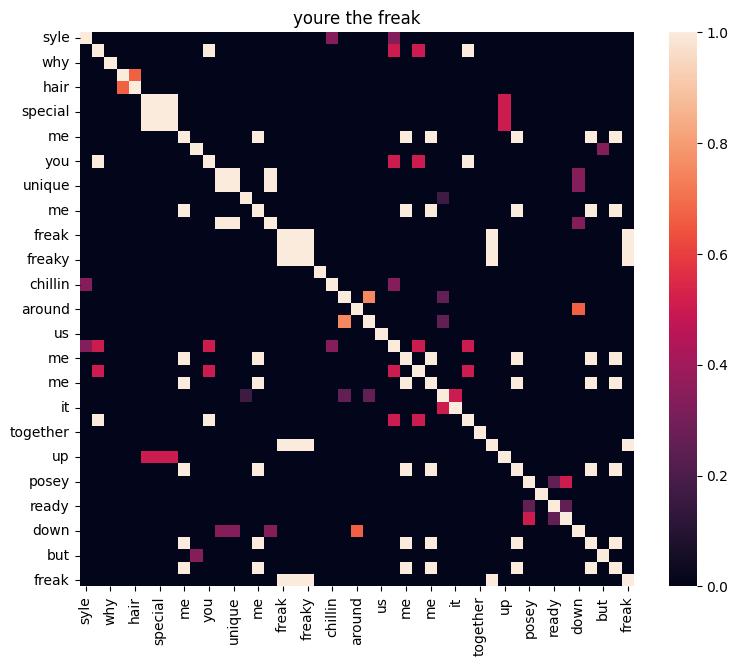 youre the freak
syle
why
hair
special
me
you
unique
me
freak
freaky
chillin
around
us
me
me
it
together
up
posey
ready
down
but
freak
1.0
0.8
0.6
0.4
0.2
0.0
syle
why
hair
special
me
you
unique
me
freak
freaky
chillin
around
us
me
me
it
together
up
posey
ready
down
but
freak